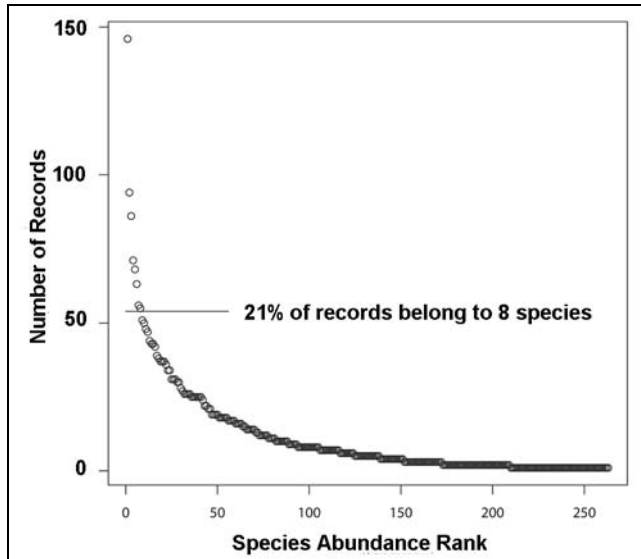 150
100
50
0
Number of Records
21% of records belong to 8 species
0 50 100 150 200 250
Species Abundance Rank